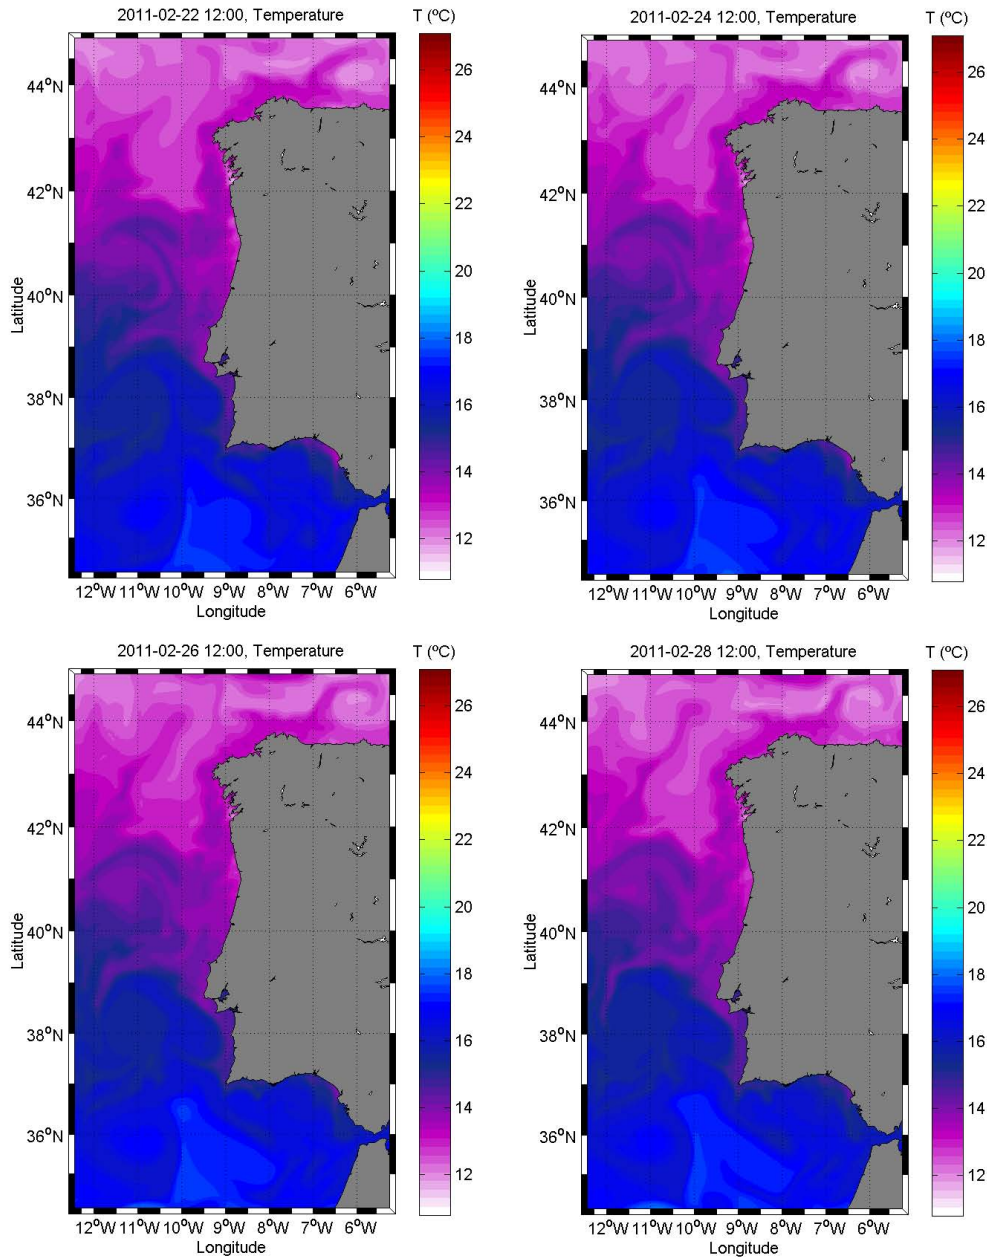 2011-02-22 12:00, Temperature
T (ºC)
44ºN
42ºN
40ºN
38ºN
36ºN
Latitude
12ºW 11ºW 10ºW 9ºW 8ºW 7ºW 6ºW
Longitude
26
24
22
20
18
16
14
12
2011-02-24 12:00, Temperature
T (ºC)
44ºN
42ºN
40ºN
38ºN
36ºN
Latitude
12ºW 11ºW 10ºW 9ºW 8ºW 7ºW 6ºW
Longitude
26
24
22
20
18
16
14
12
2011-02-26 12:00, Temperature
T (ºC)
44ºN
42ºN
40ºN
38ºN
36ºN
Latitude
12ºW 11ºW 10ºW 9ºW 8ºW 7ºW 6ºW
Longitude
26
24
22
20
18
16
14
12
2011-02-28 12:00, Temperature
T (ºC)
44ºN
42ºN
40ºN
38ºN
36ºN
Latitude
12ºW 11ºW 10ºW 9ºW 8ºW 7ºW 6ºW
Longitude
26
24
22
20
18
16
14
12